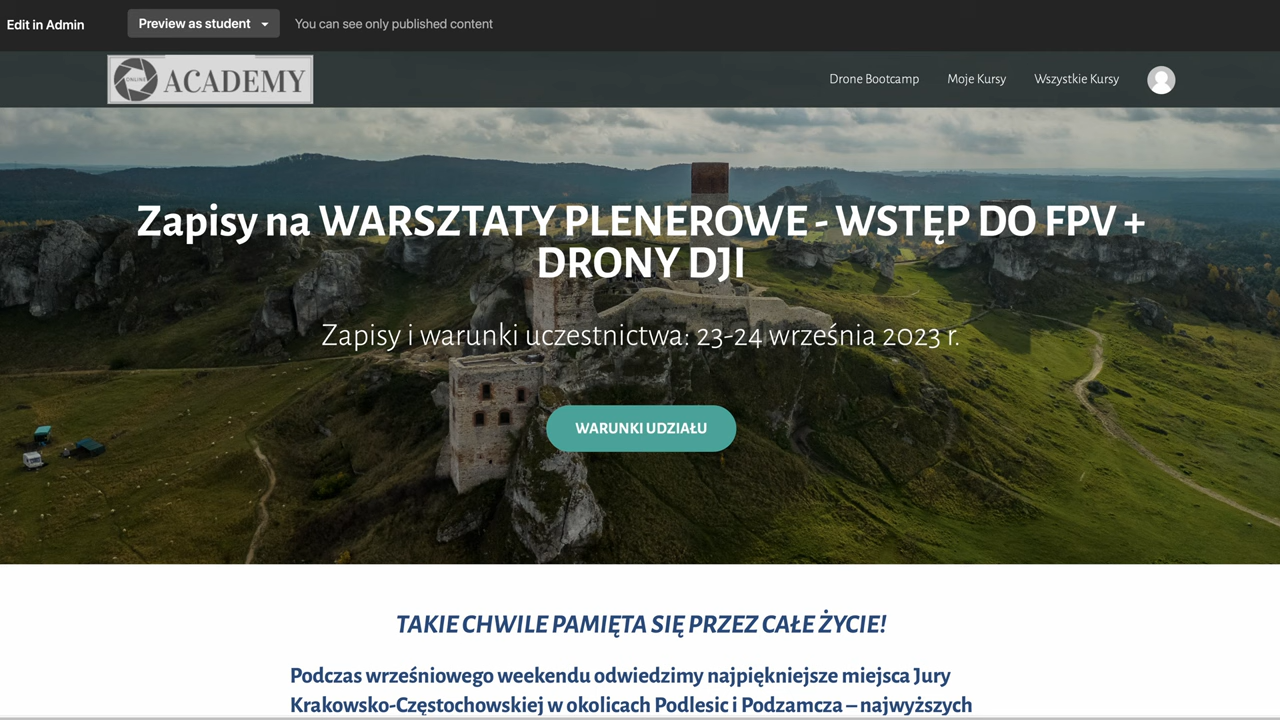 Edit in Admin
Preview as student
You can see only published content
ONLINE
ACADEMY
Drone Bootcamp
Moje Kursy
Wszystkie Kursy
Zapisy na WARSZTATY PLENEROWE - WSTĘP DO FPV +
DRONY DJI
Zapisy i warunki uczestnictwa: 23-24 września 2023 r.
WARUNKI UDZIAŁU
TAKIE CHWILE PAMIĘTA SIĘ PRZEZ CAŁE ŻYCIE!
Podczas wrześniowego weekendu odwiedzimy najpiękniejsze miejsca Jury
Krakowsko-Częstochowskiej w okolicach Podlesic i Podzamcza – najwyższych